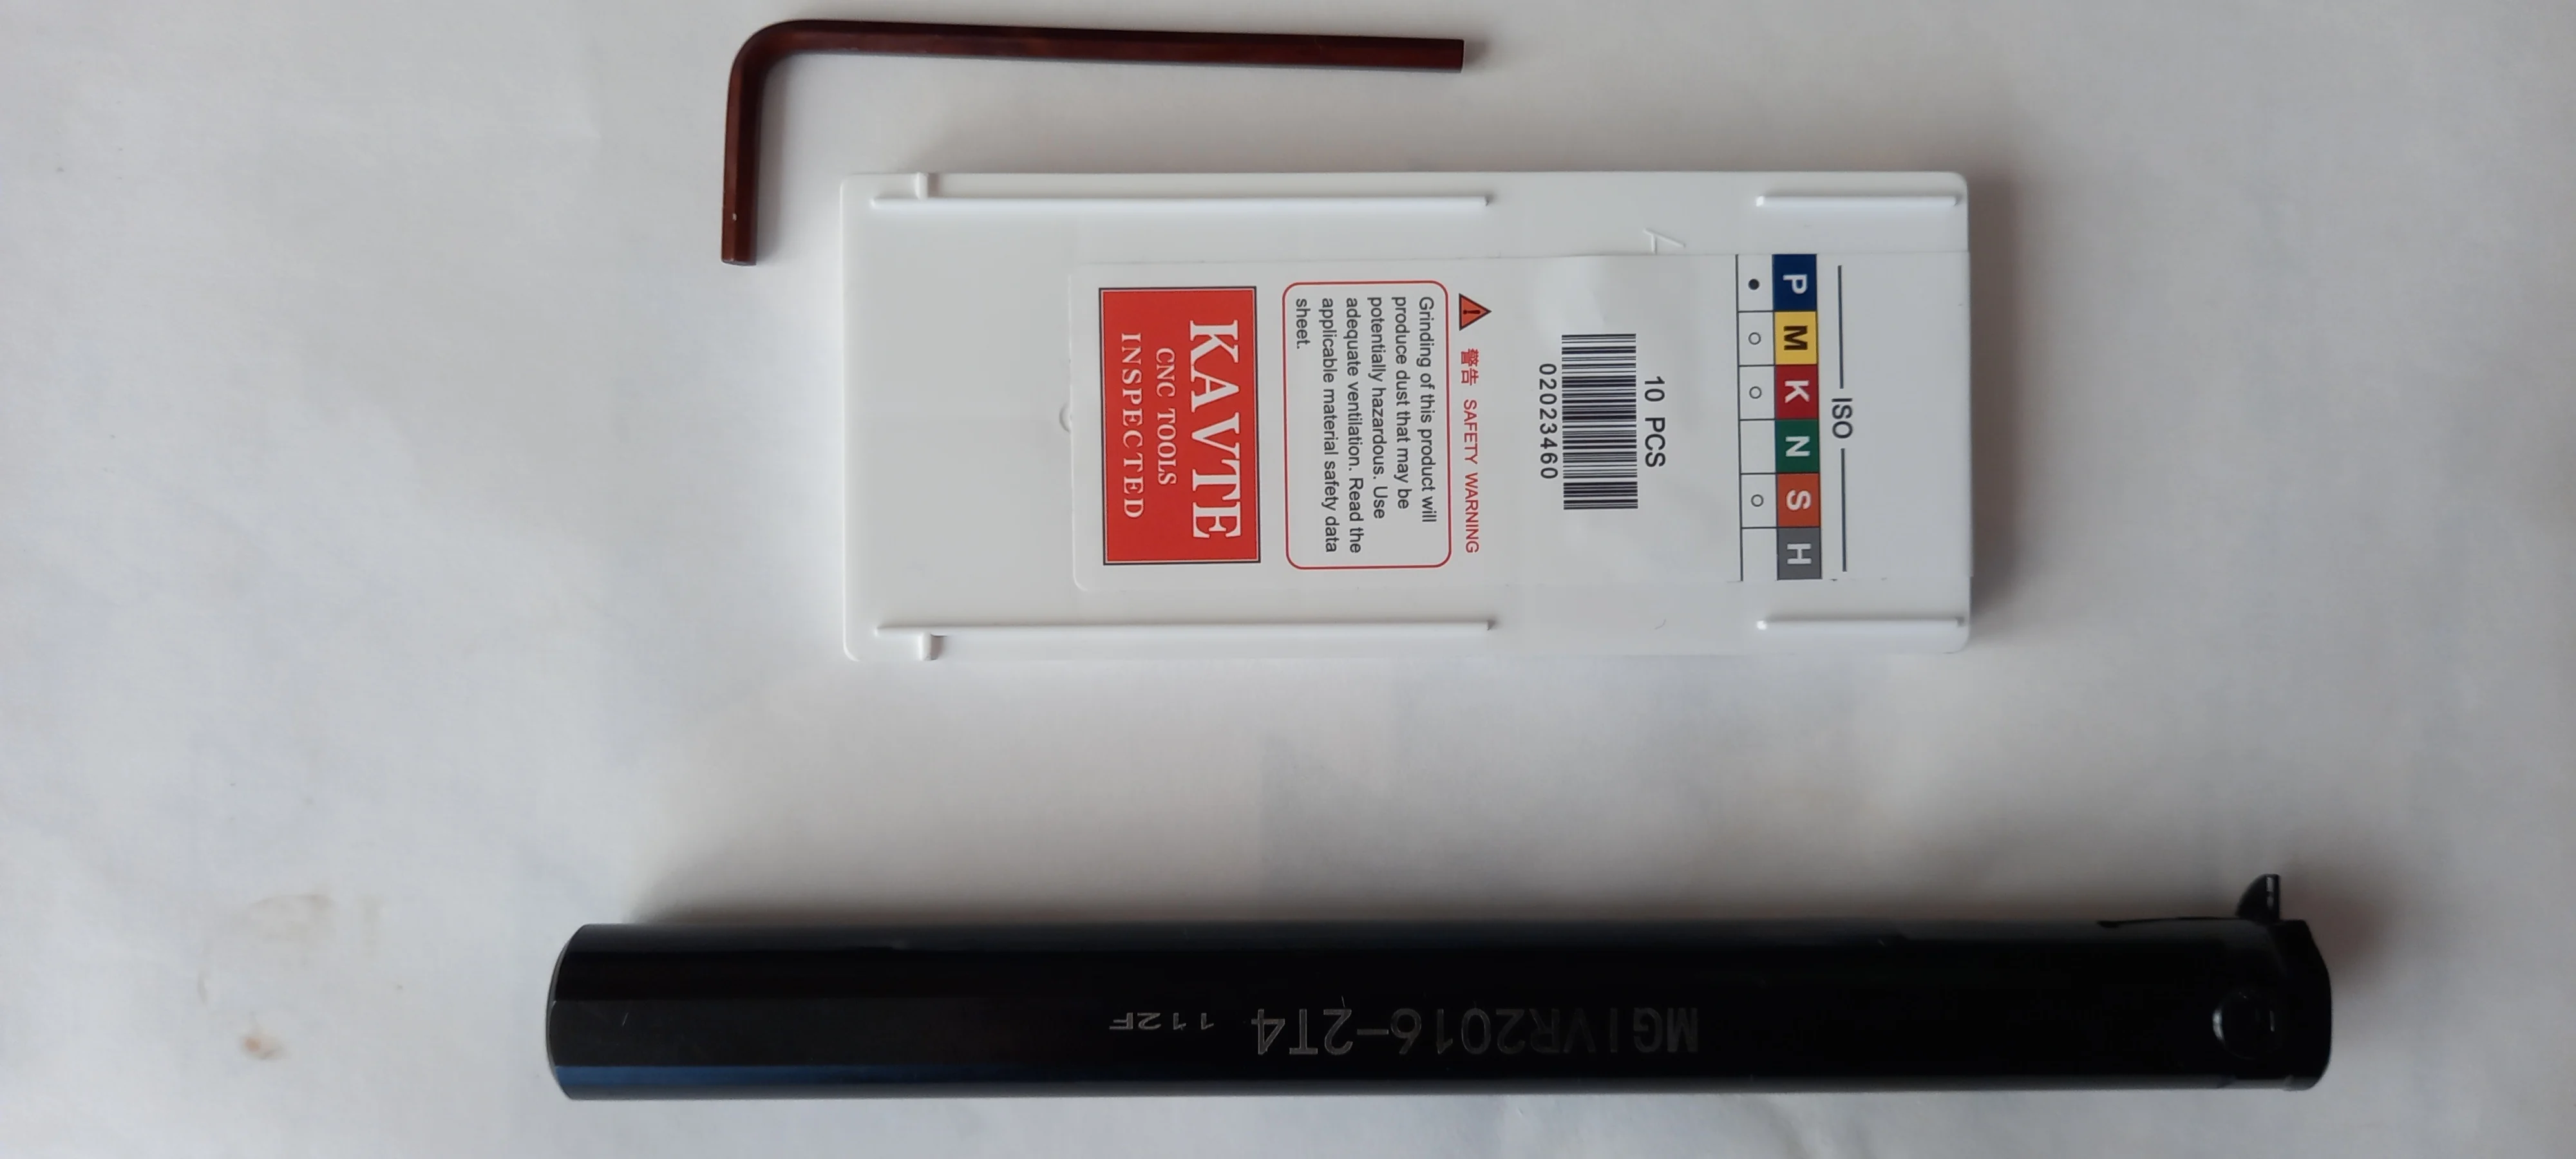 ISO
P M K N S H
10 PCS
02023460
警告 SAFETY WARNING
Grinding of this product will
produce dust that may be
potentially hazardous. Use
adequate ventilation. Read the
applicable material safety data
sheet.
KAVTE
CNC TOOLS
INSPECTED
MGIVR2016-2T4 112F